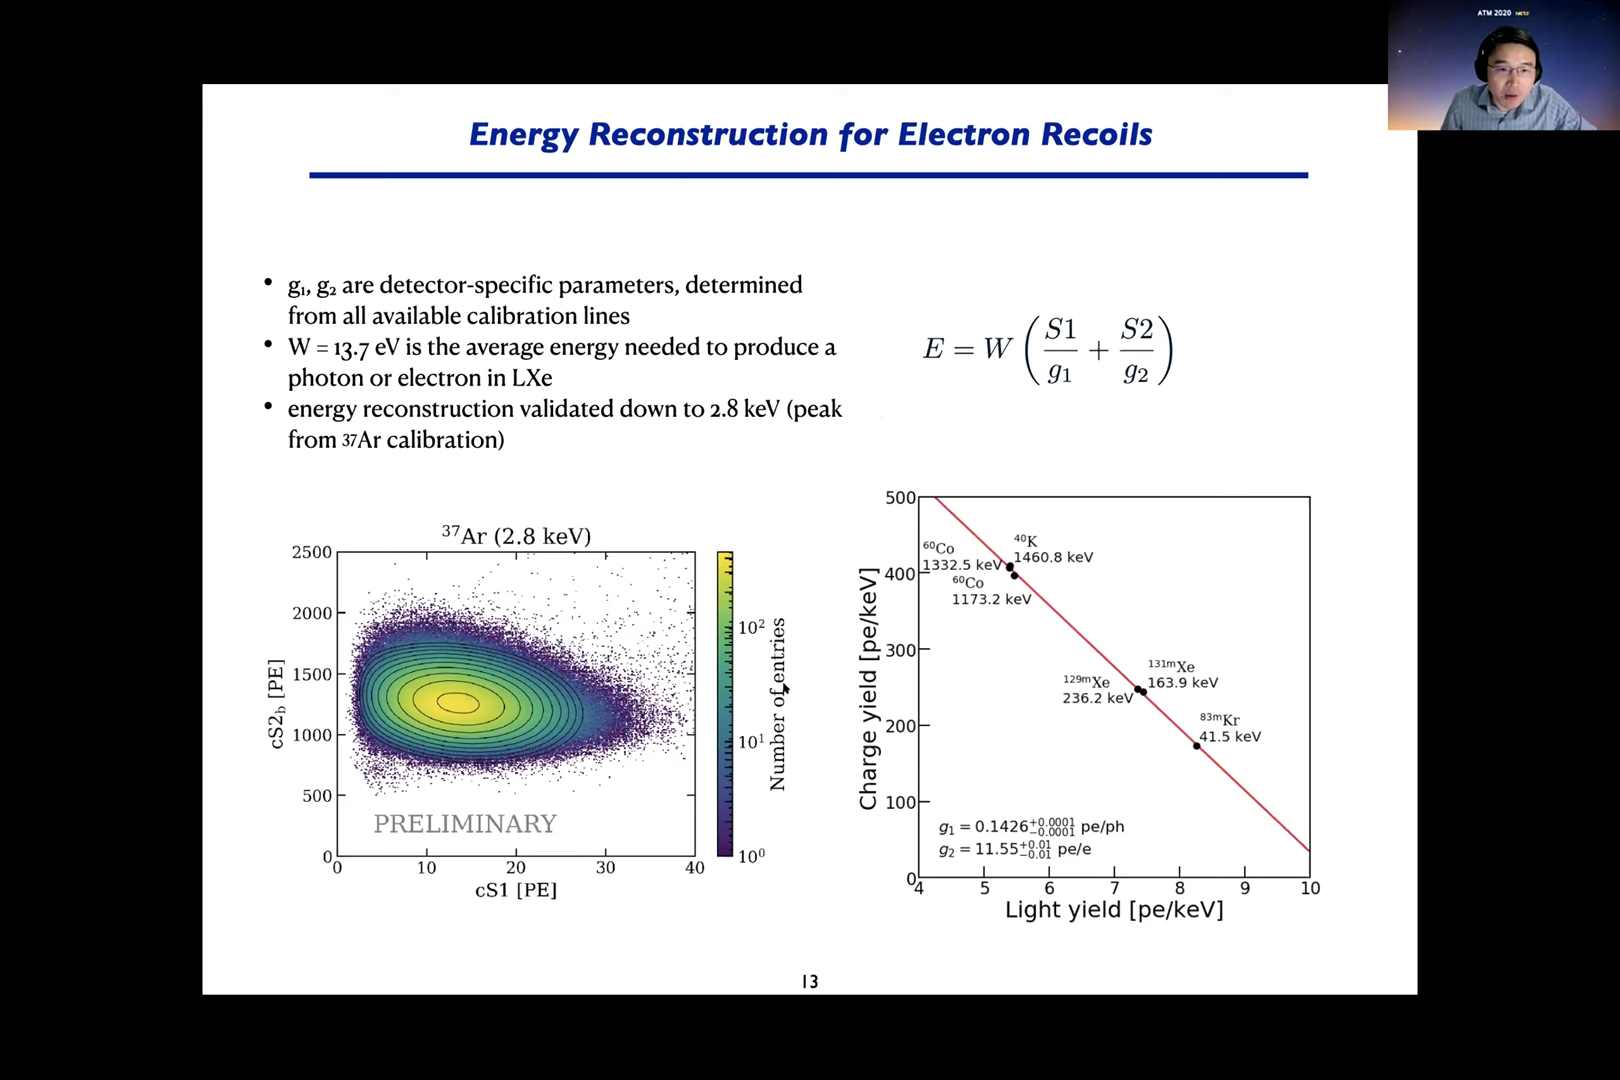 ATM 2020
Energy Reconstruction for Electron Recoils
• g₁, g₂ are detector-specific parameters, determined
from all available calibration lines
• W = 13.7 eV is the average energy needed to produce a
photon or electron in LXe
• energy reconstruction validated down to 2.8 keV (peak
from 37Ar calibration)
E = W (S1/g₁ + S2/g₂)
³⁷Ar (2.8 keV)
2500
2000
1500
1000
500
0
cS2_b [PE]
PRELIMINARY
0 10 20 30 40
cS1 [PE]
10²
10¹
10⁰
Number of entries
500
400
300
200
100
0
Charge yield [pe/keV]
⁴⁰K
1460.8 keV
⁶⁰Co
1332.5 keV
⁶⁰Co
1173.2 keV
¹³¹ᵐXe
163.9 keV
¹²⁹ᵐXe
236.2 keV
⁸³ᵐKr
41.5 keV
g₁ = 0.1426 +0.0001 −0.0001 pe/ph
g₂ = 11.55 +0.01 −0.01 pe/e
4 5 6 7 8 9 10
Light yield [pe/keV]
13